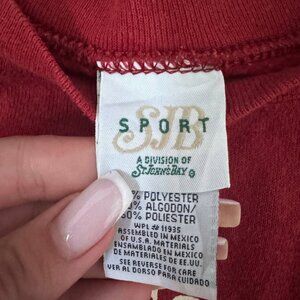 SJB
SPORT
A DIVISION OF
ST. JOHN'S BAY ®
% POLYESTER
% ALGODON/
% POLIESTER
WPL # 11935
ASSEMBLED IN MEXICO
OF U.S.A. MATERIALS
ENSAMBLADO EN MEXICO
DE MATERIALES DE EE.UU.
SEE REVERSE FOR CARE
VER AL DORSO PARA CUIDADO